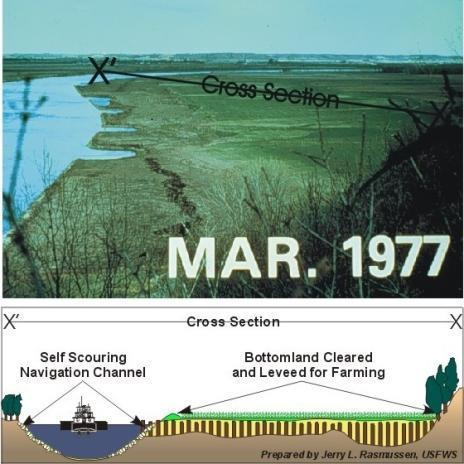 X' Cross Section X
MAR. 1977
X' Cross Section X
Self Scouring
Navigation Channel
Bottomland Cleared
and Leveed for Farming
Prepared by Jerry L. Rasmussen, USFWS